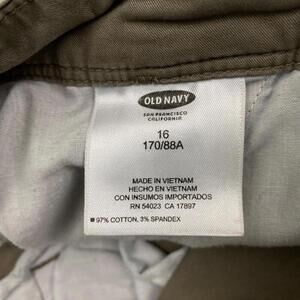 OLD NAVY
SAN FRANCISCO
CALIFORNIA
16
170/88A
MADE IN VIETNAM
HECHO EN VIETNAM
CON INSUMOS IMPORTADOS
RN 54023 CA 17897
■ 97% COTTON, 3% SPANDEX